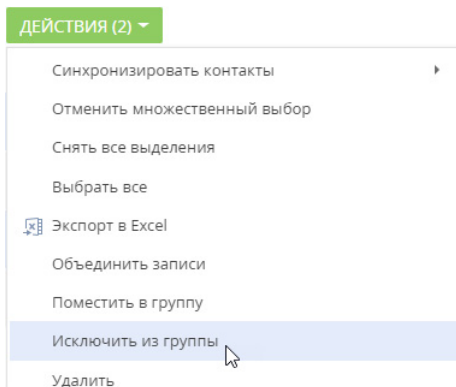 ДЕЙСТВИЯ (2)
Синхронизировать контакты
Отменить множественный выбор
Снять все выделения
Выбрать все
Экспорт в Excel
Объединить записи
Поместить в группу
Исключить из группы
Удалить